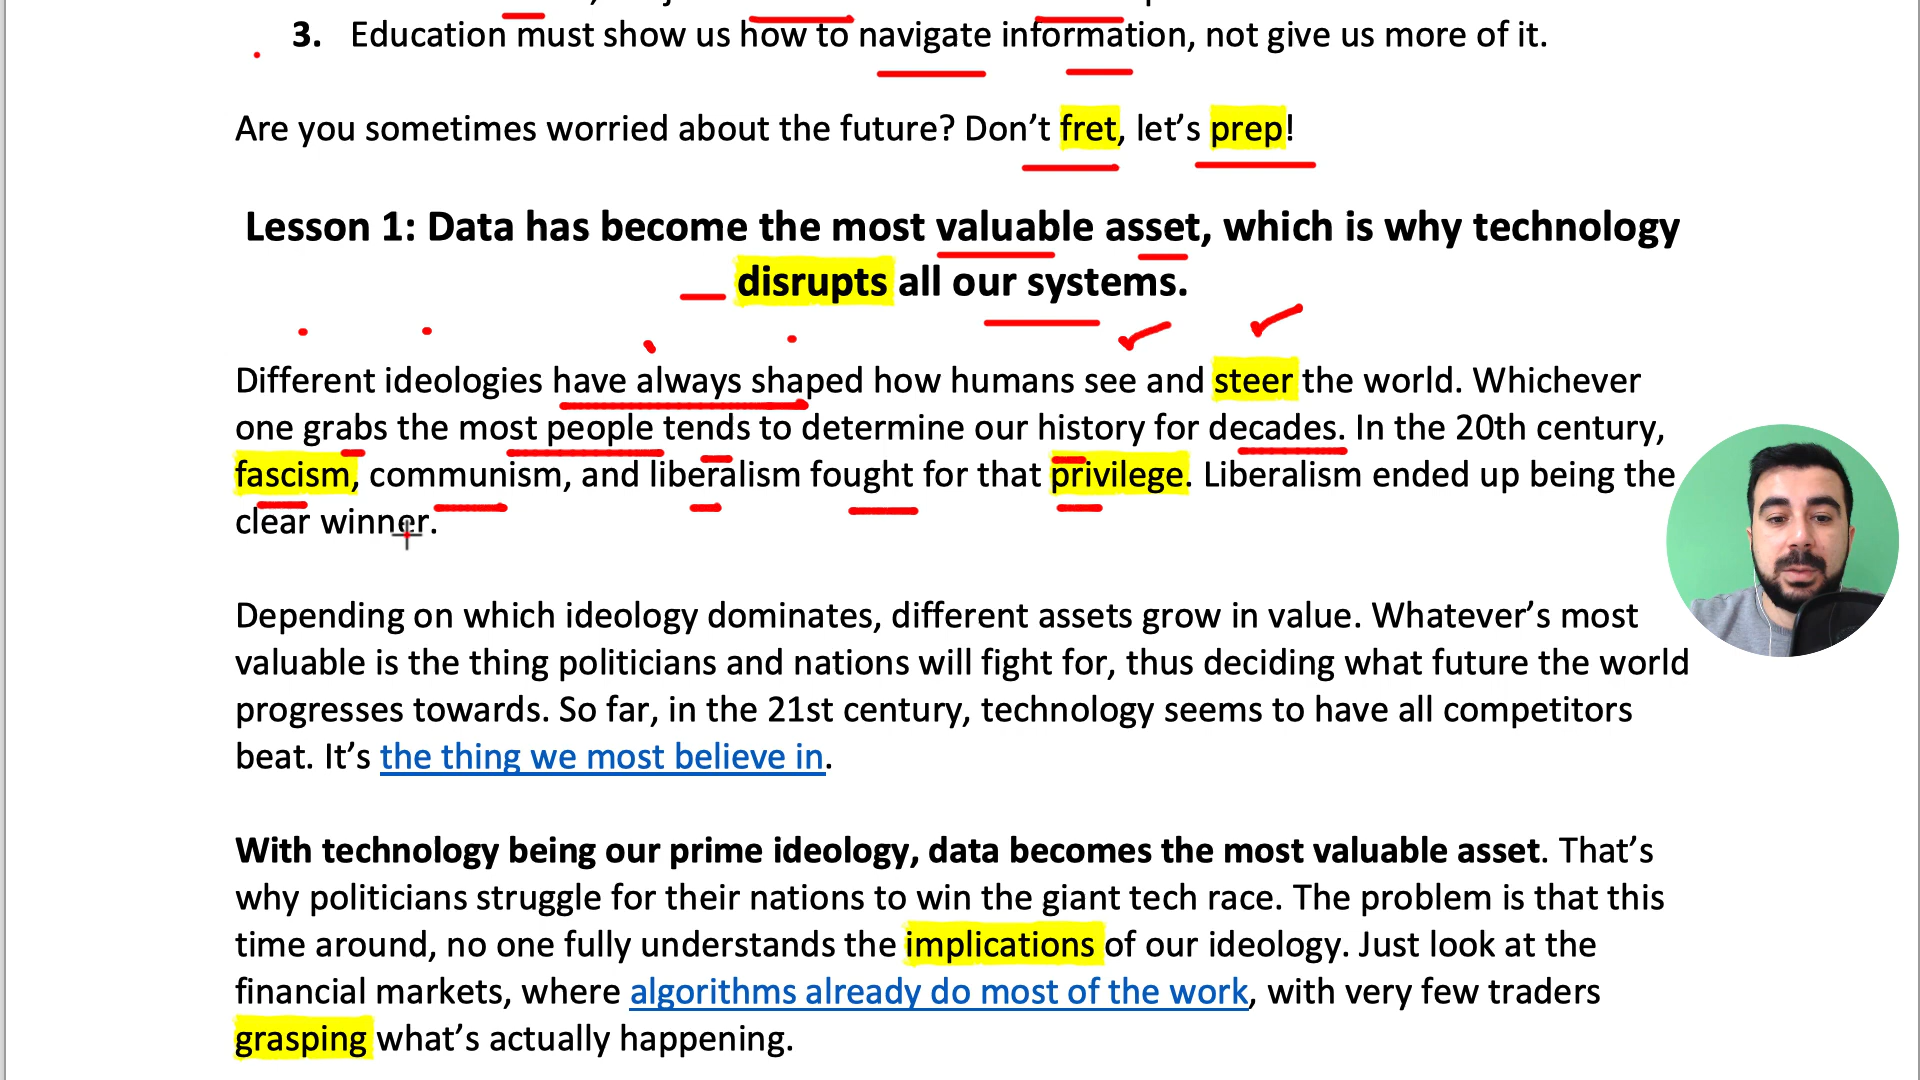 3. Education must show us how to navigate information, not give us more of it.
Are you sometimes worried about the future? Don’t fret, let’s prep!
Lesson 1: Data has become the most valuable asset, which is why technology
disrupts all our systems.
Different ideologies have always shaped how humans see and steer the world. Whichever
one grabs the most people tends to determine our history for decades. In the 20th century,
fascism, communism, and liberalism fought for that privilege. Liberalism ended up being the
clear winner.
Depending on which ideology dominates, different assets grow in value. Whatever’s most
valuable is the thing politicians and nations will fight for, thus deciding what future the world
progresses towards. So far, in the 21st century, technology seems to have all competitors
beat. It’s the thing we most believe in.
With technology being our prime ideology, data becomes the most valuable asset. That’s
why politicians struggle for their nations to win the giant tech race. The problem is that this
time around, no one fully understands the implications of our ideology. Just look at the
financial markets, where algorithms already do most of the work, with very few traders
grasping what’s actually happening.